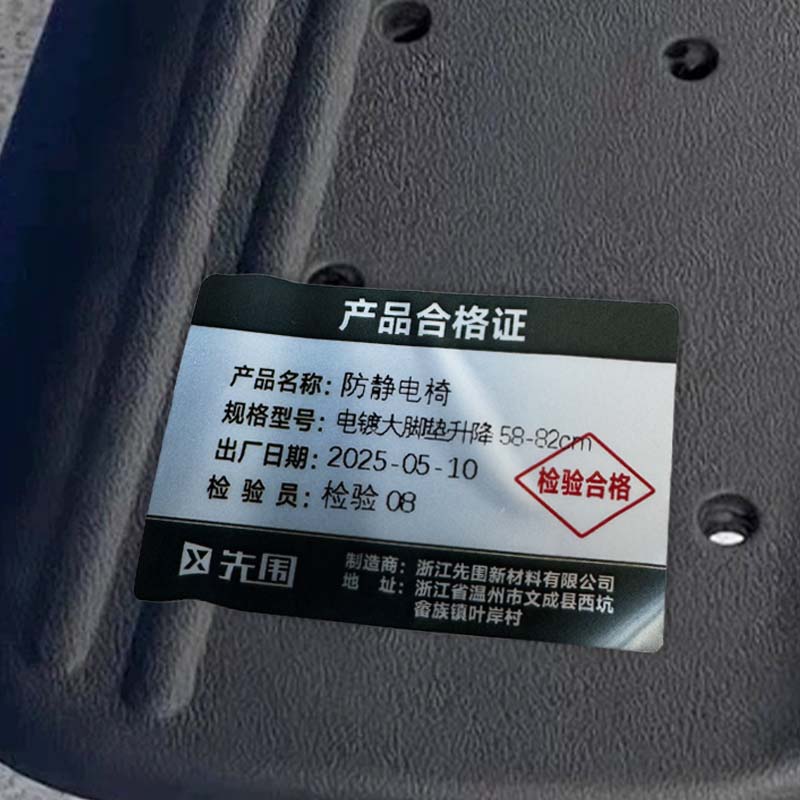 产品合格证
产品名称：防静电椅
规格型号：电镀大脚垫升降 58-82cm
出厂日期：2025-05-10
检 验 员：检验 08
检验合格
先围
制造商：浙江先围新材料有限公司
地 址：浙江省温州市文成县西坑
畲族镇叶岸村